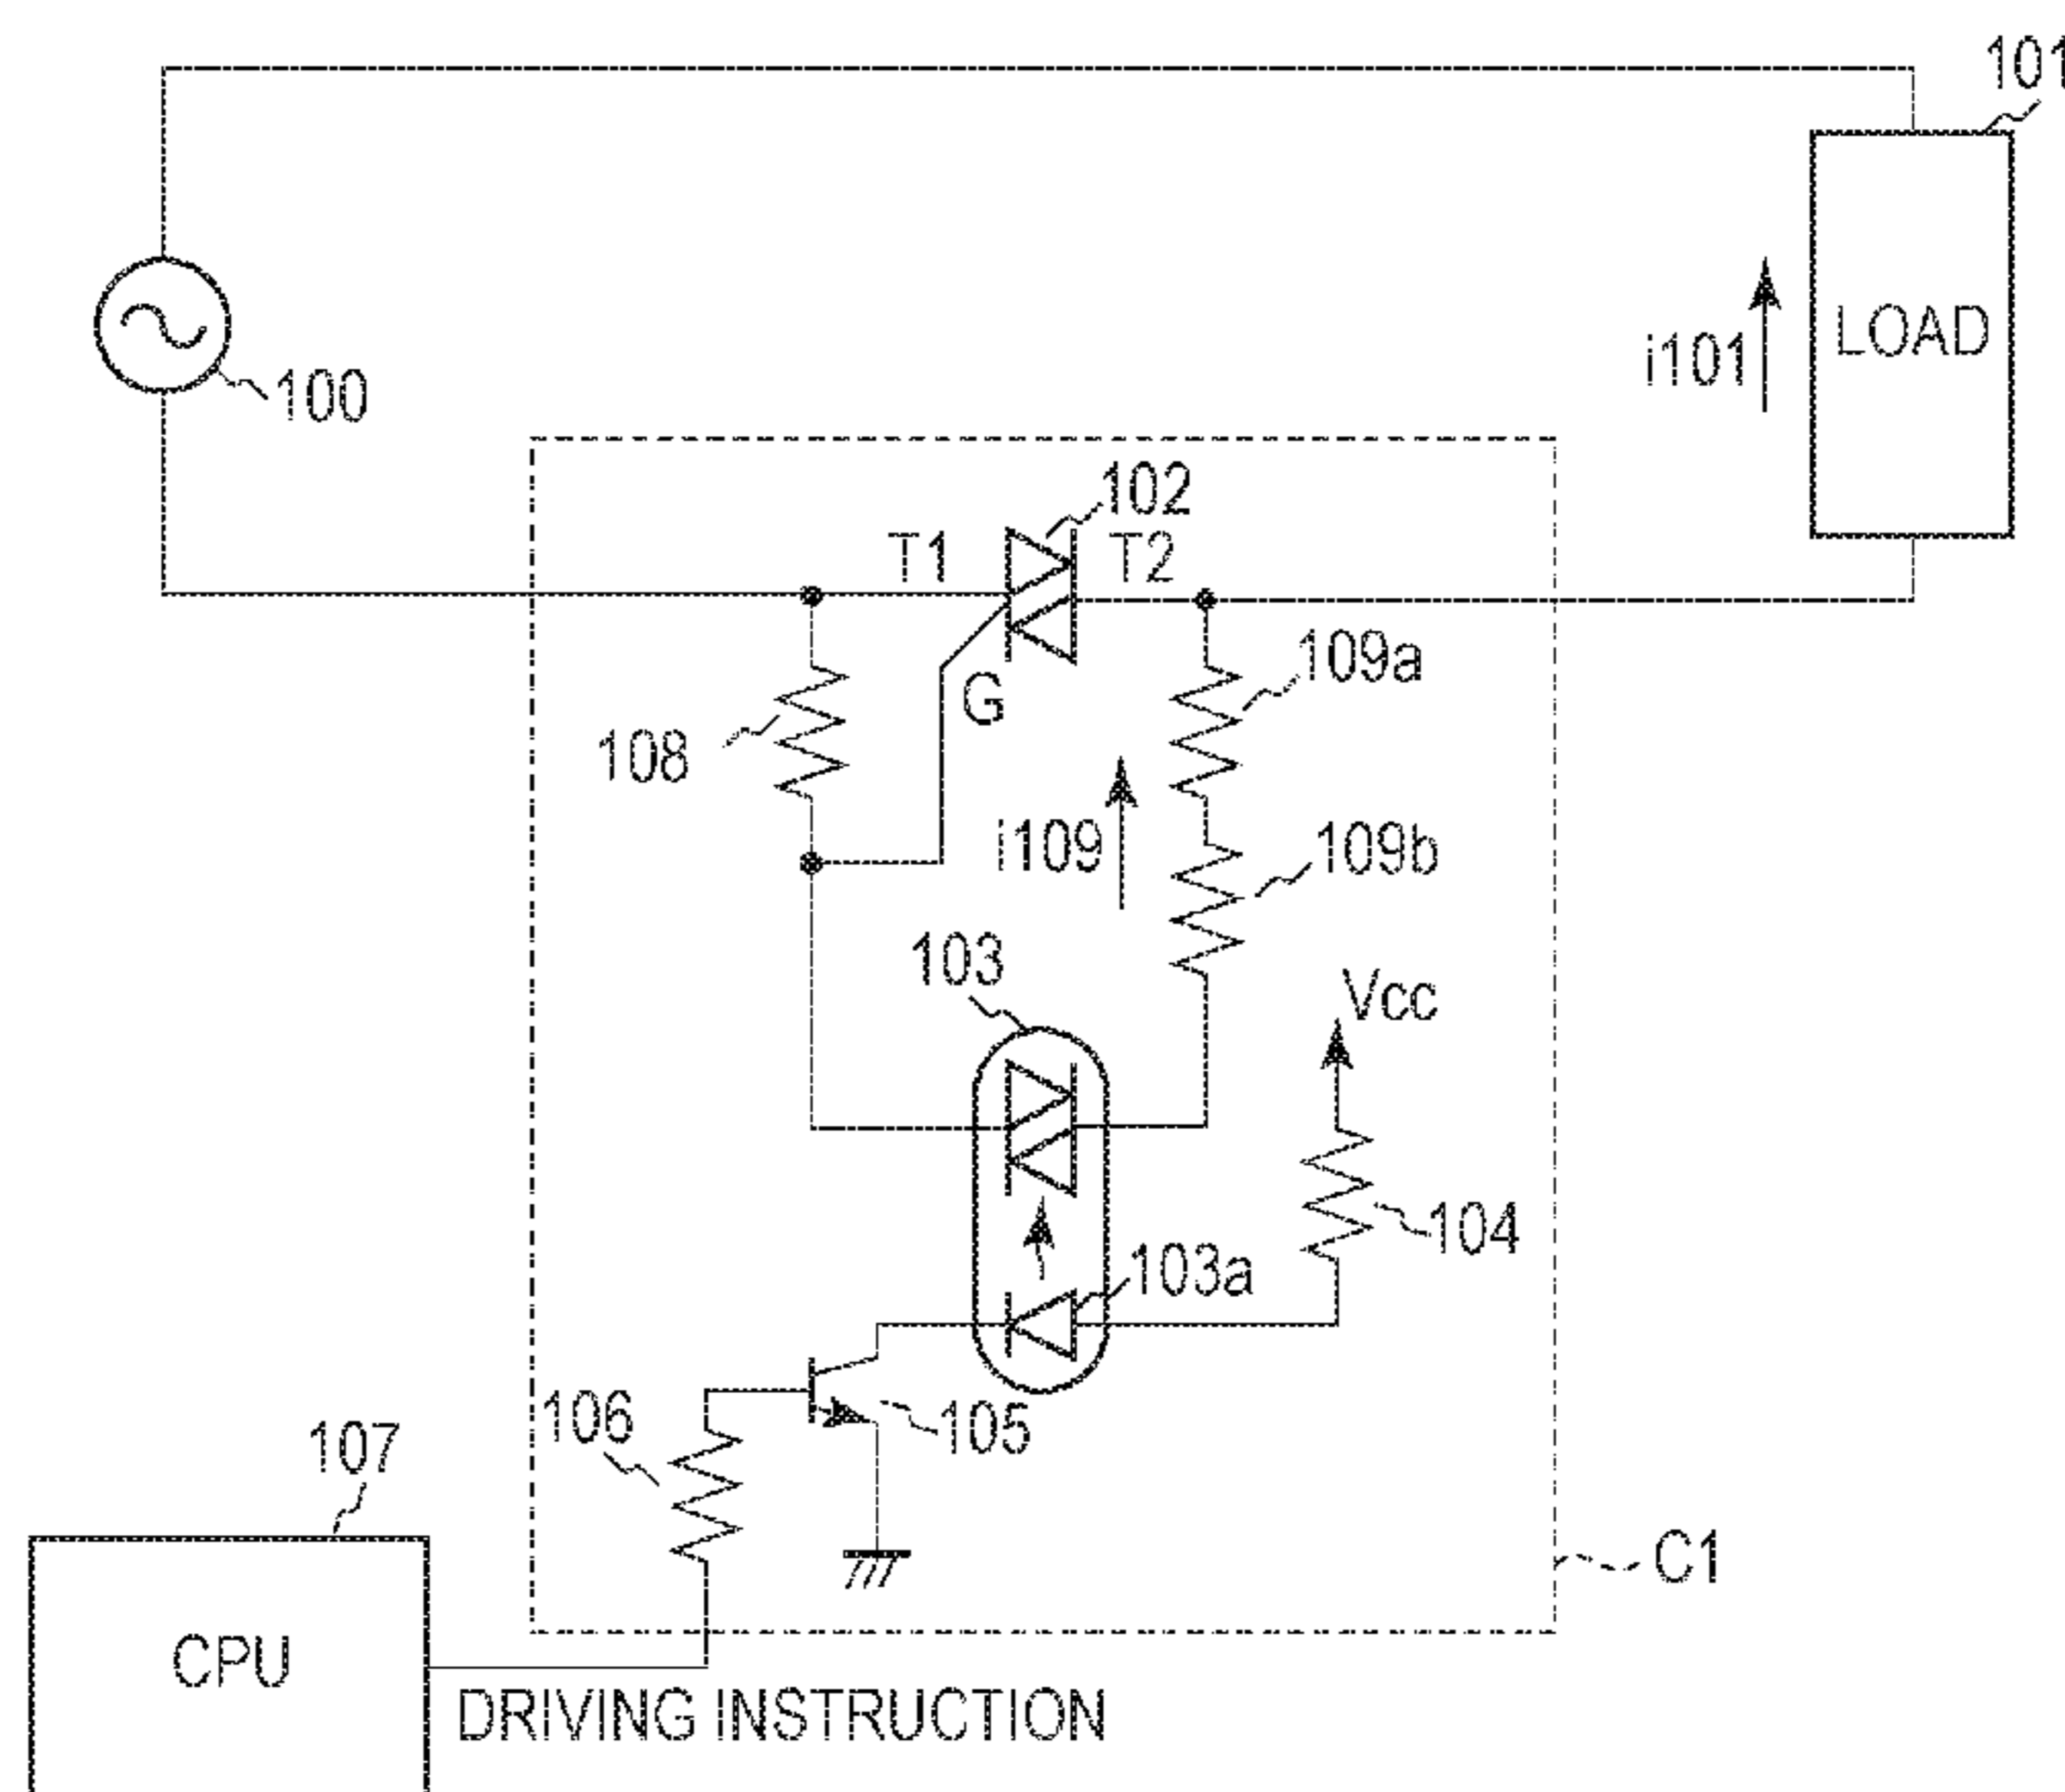 101
LOAD
i101
100
102
T1
T2
109a
G
108
i109
109b
103
Vcc
104
103a
106
105
107
C1
CPU
DRIVING INSTRUCTION